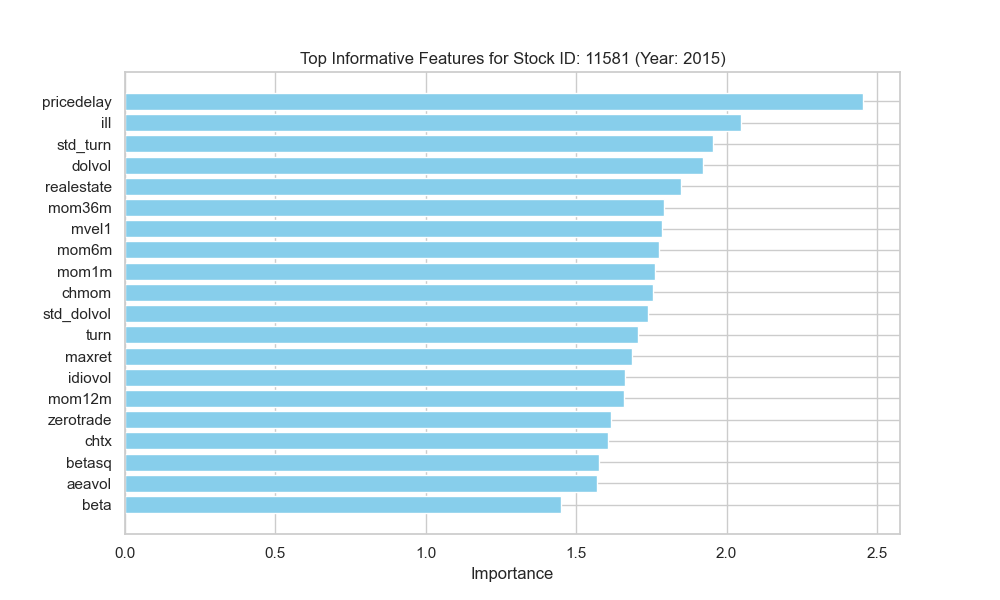 Top Informative Features for Stock ID: 11581 (Year: 2015)
pricedelay
ill
std_turn
dolvol
realestate
mom36m
mvel1
mom6m
mom1m
chmom
std_dolvol
turn
maxret
idiovol
mom12m
zerotrade
chtx
betasq
aeavol
beta
0.0 0.5 1.0 1.5 2.0 2.5
Importance